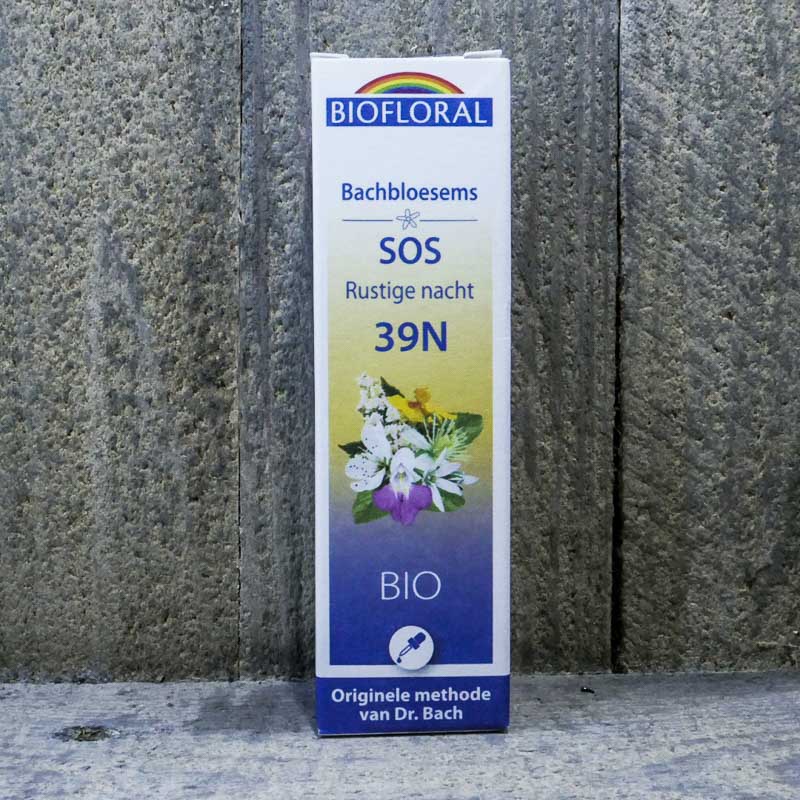 BIOFLORAL
Bachbloesems
SOS
Rustige nacht
39N
BIO
Originele methode
van Dr. Bach